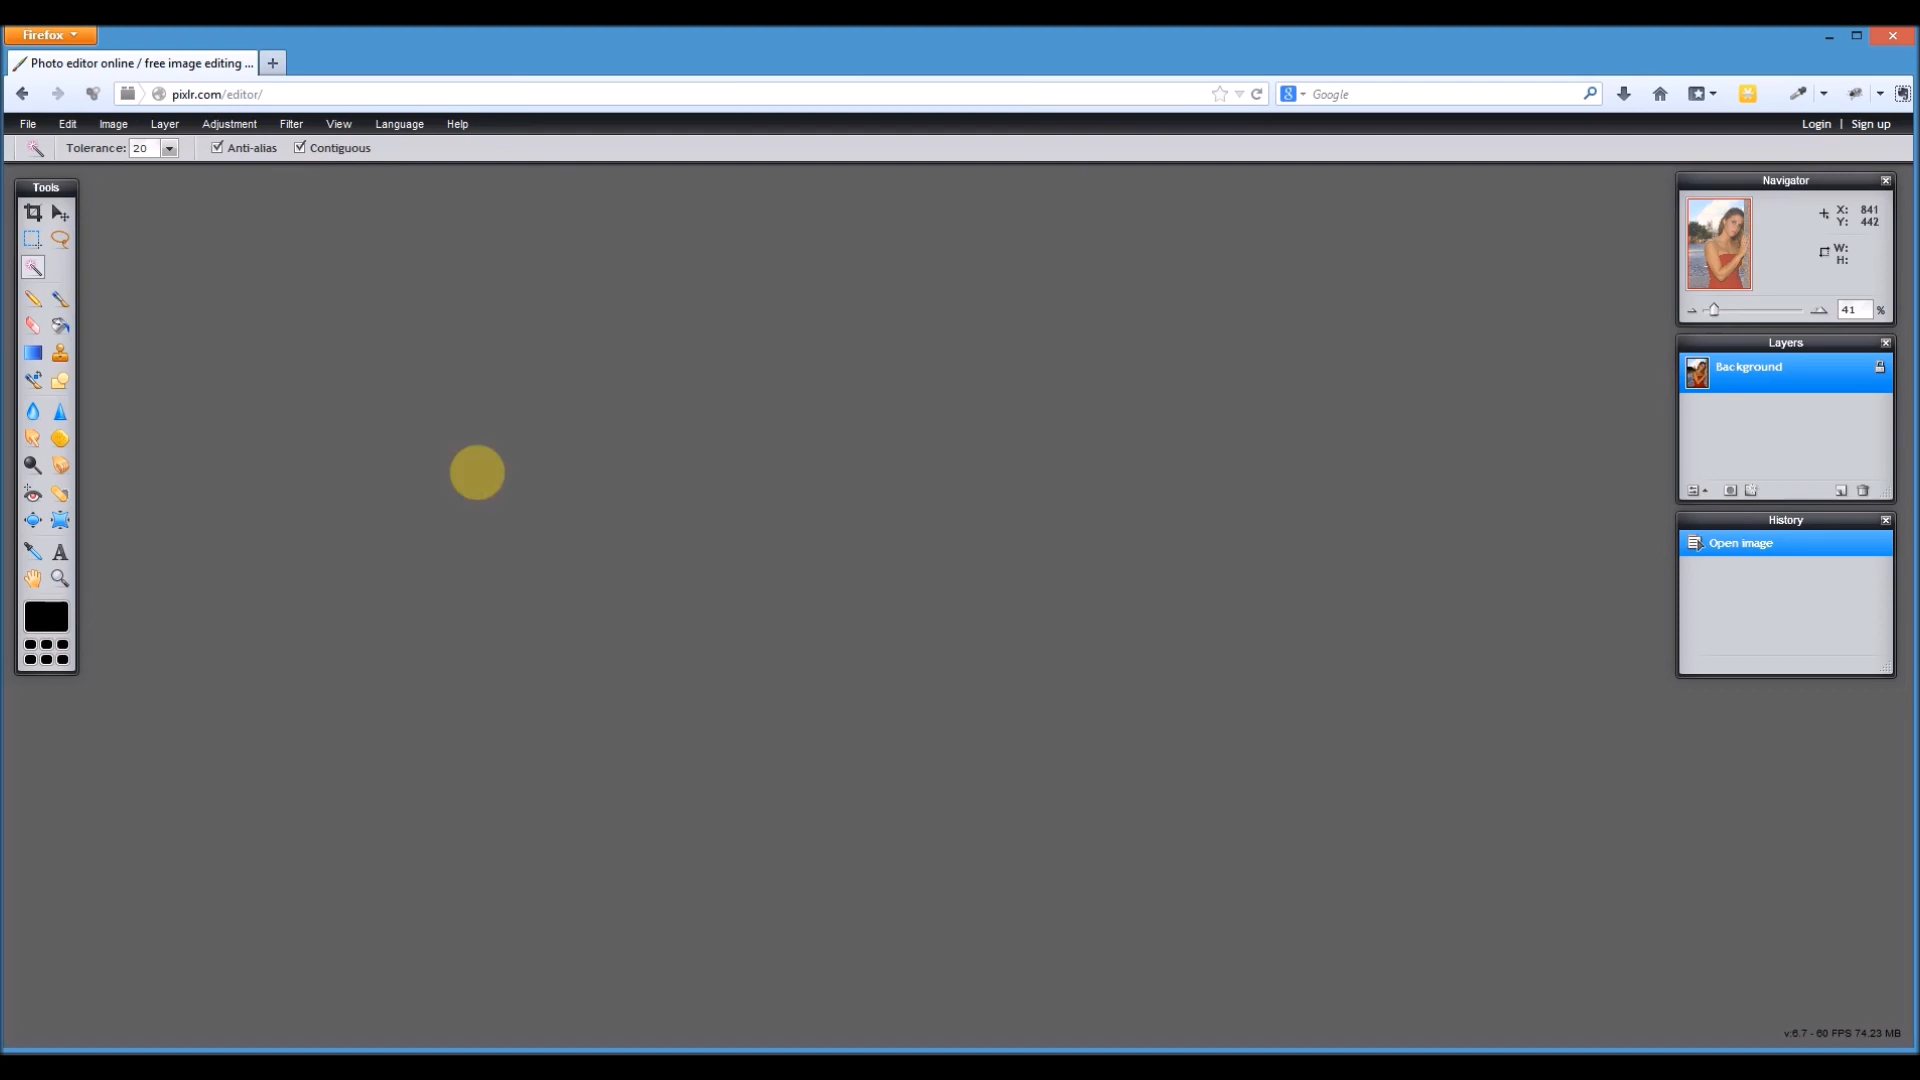 Firefox
Photo editor online / free image editing ...
pixlr.com/editor/
Google
File Edit Image Layer Adjustment Filter View Language Help
Login | Sign up
Tolerance: 20 Anti-alias Contiguous
Tools
Navigator
X: 841
Y: 442
W:
H:
41 %
Layers
Background
History
Open image
v:6.7 - 60 FPS 74.23 MB